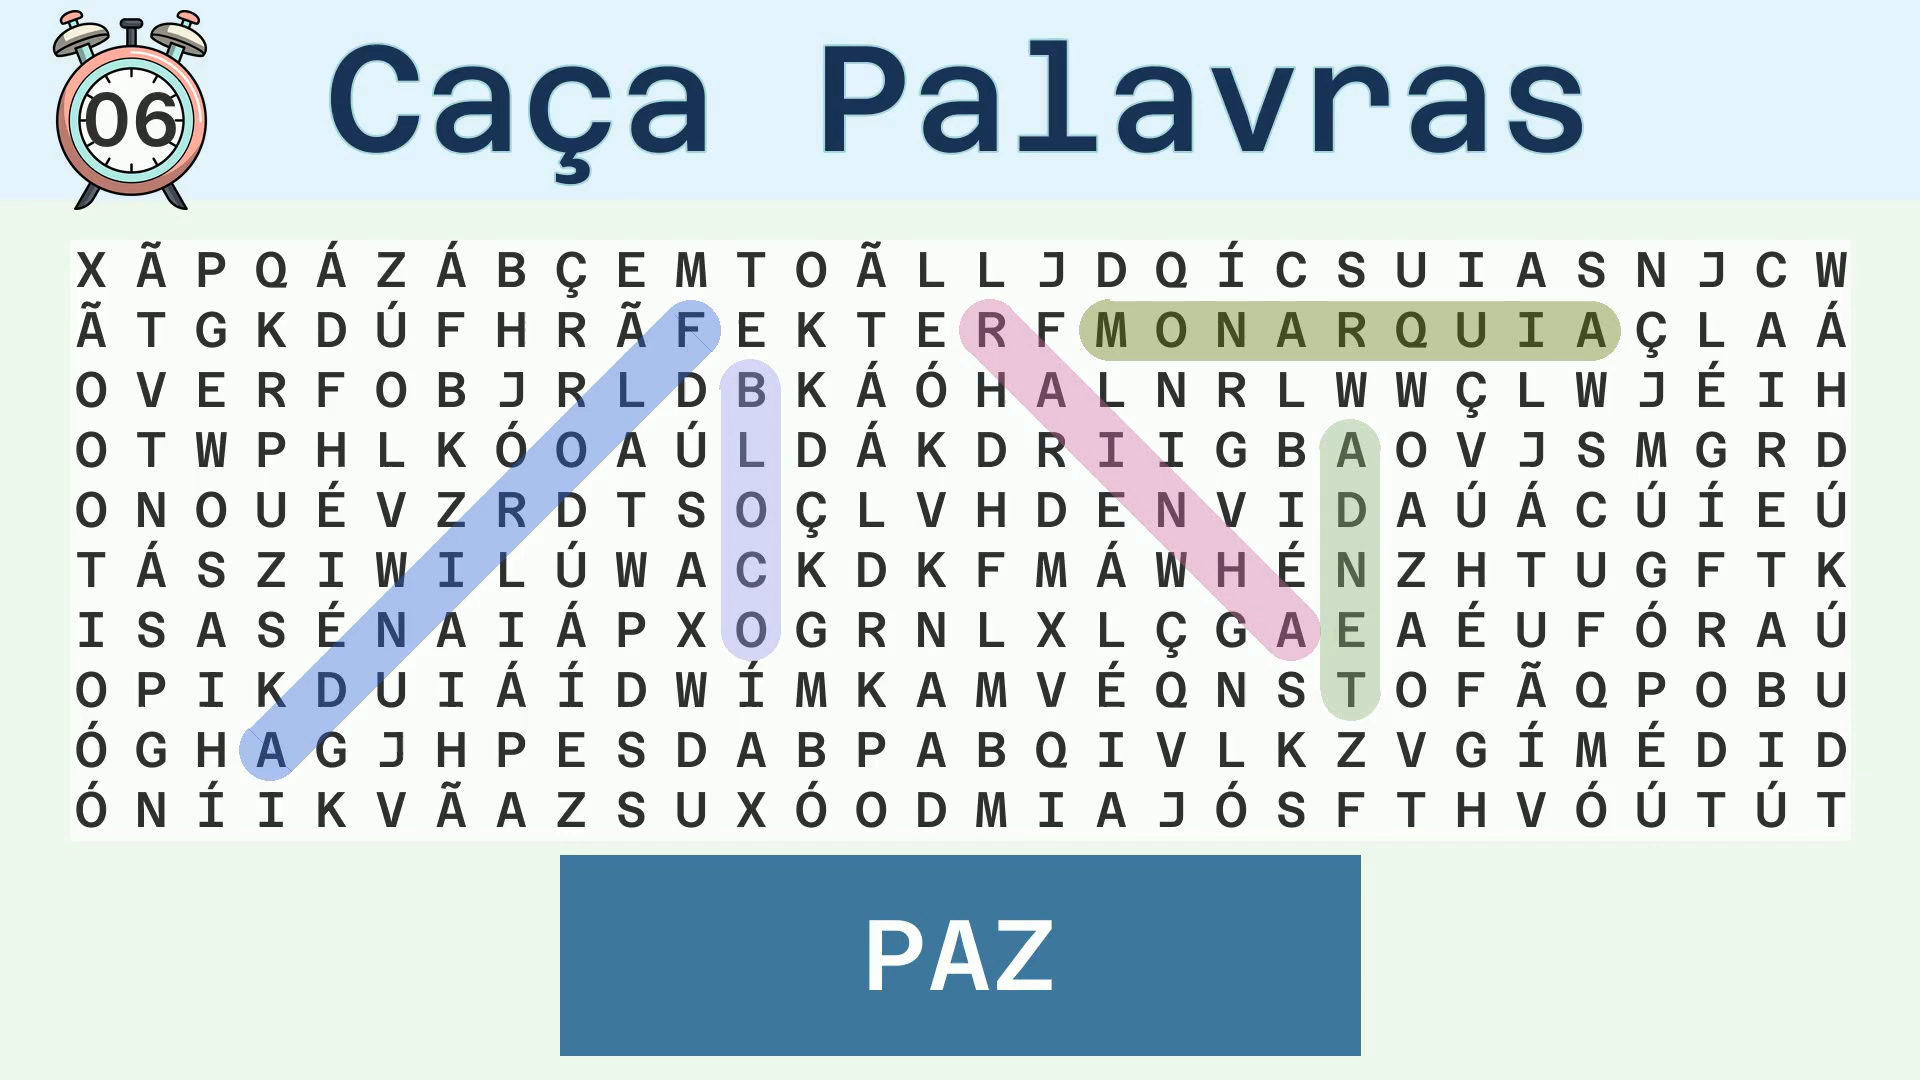 06
Caça Palavras
X Ã P Q Á Z Á B Ç E M T O Ã L L J D Q Í C S U I A S N J C W
Ã T G K D Ú F H R Ã F E K T E R F M O N A R Q U I A Ç L A Á
O V E R F O B J R L D B K Á Ó H A L N R L W W Ç L W J É I H
O T W P H L K Ó O A Ú L D Á K D R I I G B A O V J S M G R D
O N O U É V Z R D T S O Ç L V H D E N V I D A Ú Á C Ú Í E Ú
T Á S Z I W I L Ú W A C K D K F M Á W H É N Z H T U G F T K
I S A S É N A I Á P X O G R N L X L Ç G A E A É U F Ó R A Ú
O P I K D U I Á Í D W Í M K A M V É Q N S T O F Ã Q P O B U
Ó G H A G J H P E S D A B P A B Q I V L K Z V G Í M É D I D
Ó N Í I K V Ã A Z S U X Ó O D M I A J Ó S F T H V Ó Ú T Ú T
PAZ